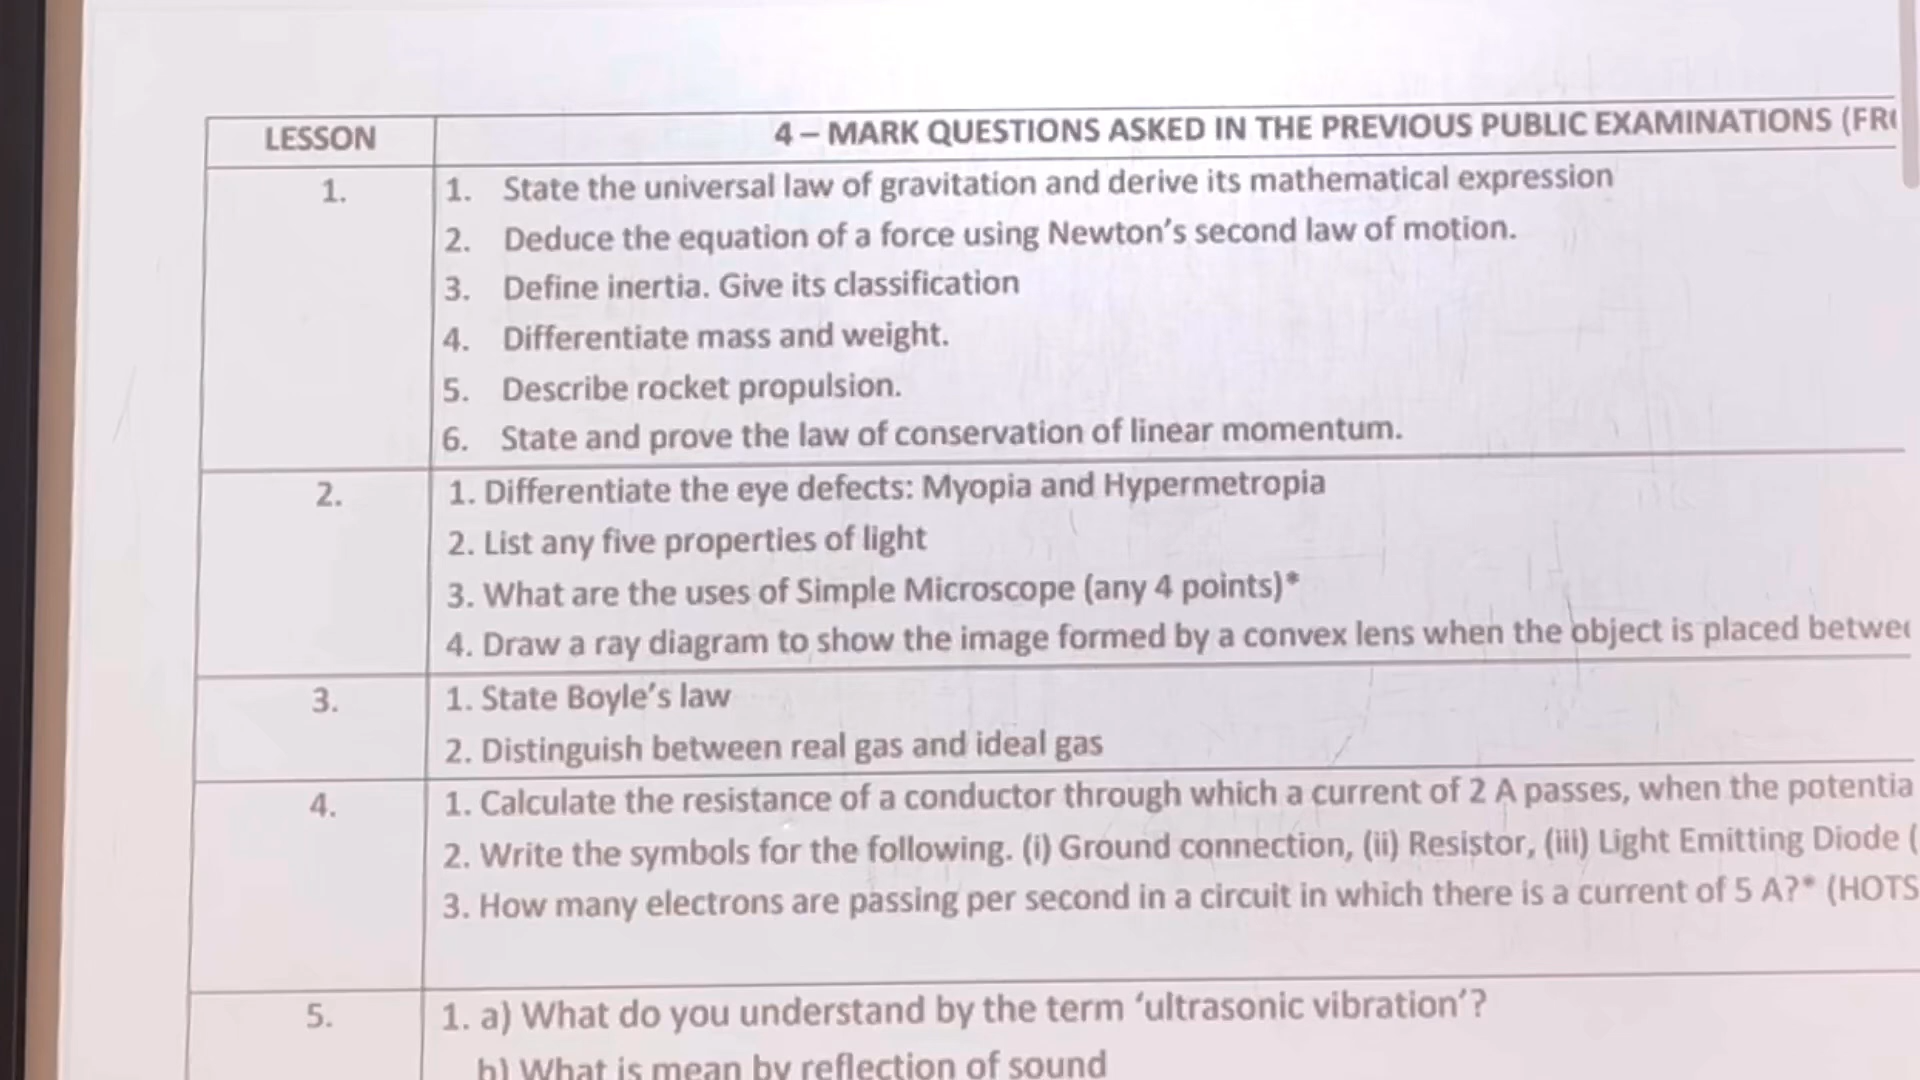 LESSON 4 – MARK QUESTIONS ASKED IN THE PREVIOUS PUBLIC EXAMINATIONS
1. 1. State the universal law of gravitation and derive its mathematical expression
2. Deduce the equation of a force using Newton's second law of motion.
3. Define inertia. Give its classification
4. Differentiate mass and weight.
5. Describe rocket propulsion.
6. State and prove the law of conservation of linear momentum.
2. 1. Differentiate the eye defects: Myopia and Hypermetropia
2. List any five properties of light
3. What are the uses of Simple Microscope (any 4 points)*
4. Draw a ray diagram to show the image formed by a convex lens when the object is placed
3. 1. State Boyle's law
2. Distinguish between real gas and ideal gas
4. 1. Calculate the resistance of a conductor through which a current of 2 A passes, when the
2. Write the symbols for the following. (i) Ground connection, (ii) Resistor, (iii) Light Emitting Diode (
3. How many electrons are passing per second in a circuit in which there is a current of 5 A?* (HOTS
5. 1. a) What do you understand by the term 'ultrasonic vibration'?
b) What is mean by reflection of sound